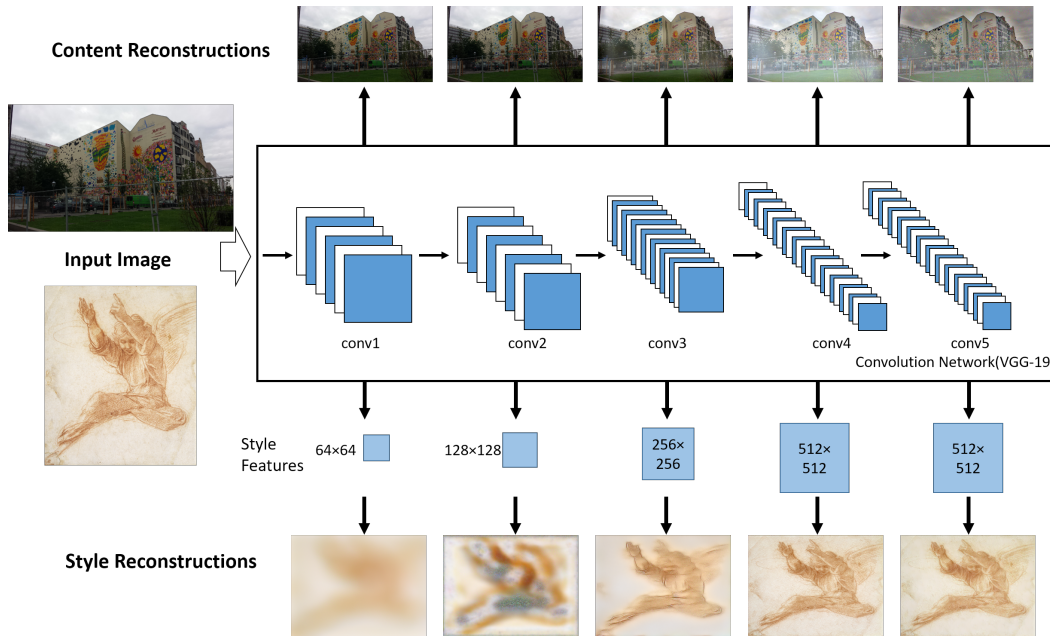 Content Reconstructions
Input Image
conv1
conv2
conv3
conv4
conv5
Convolution Network(VGG-19
Style
Features
64×64
128×128
256×
256
512×
512
512×
512
Style Reconstructions